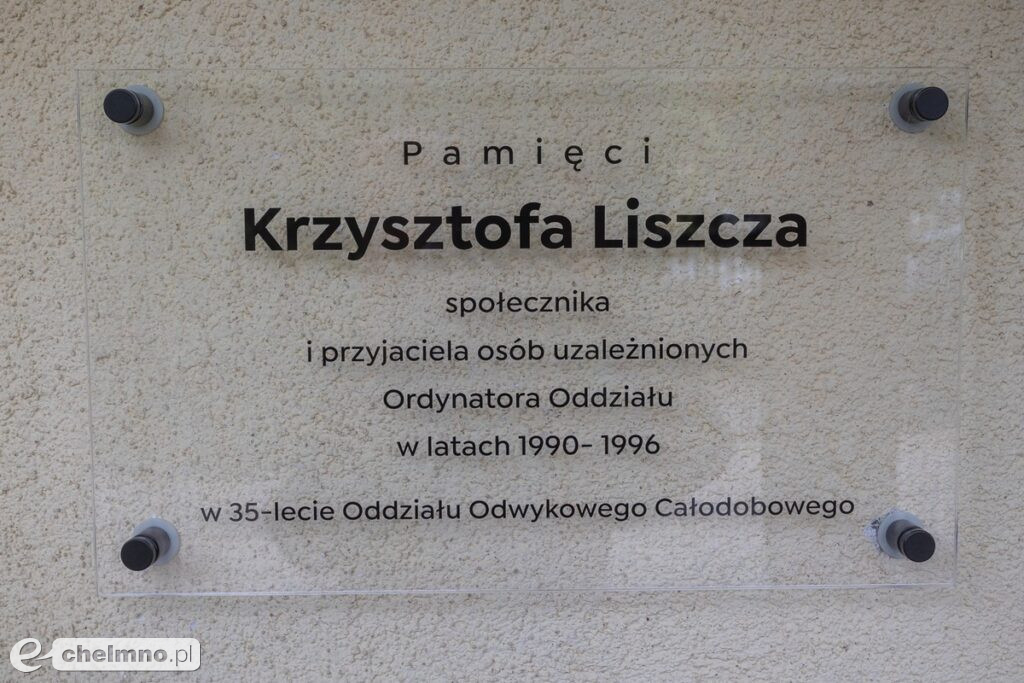 Pamięci
Krzysztofa Liszcza
społecznika
i przyjaciela osób uzależnionych
Ordynatora Oddziału
w latach 1990- 1996
w 35-lecie Oddziału Odwykowego Całodobowego
e-chelmno.pl